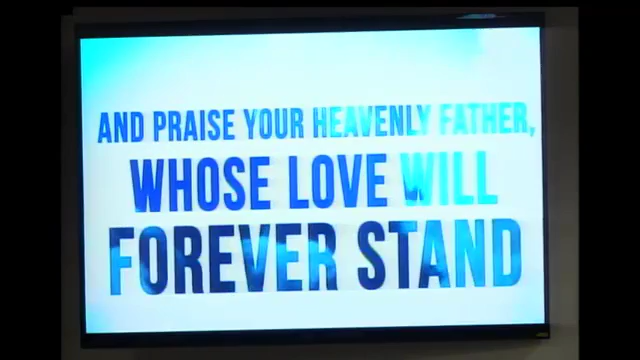 AND PRAISE YOUR HEAVENLY FATHER,
WHOSE LOVE WILL
FOREVER STAND